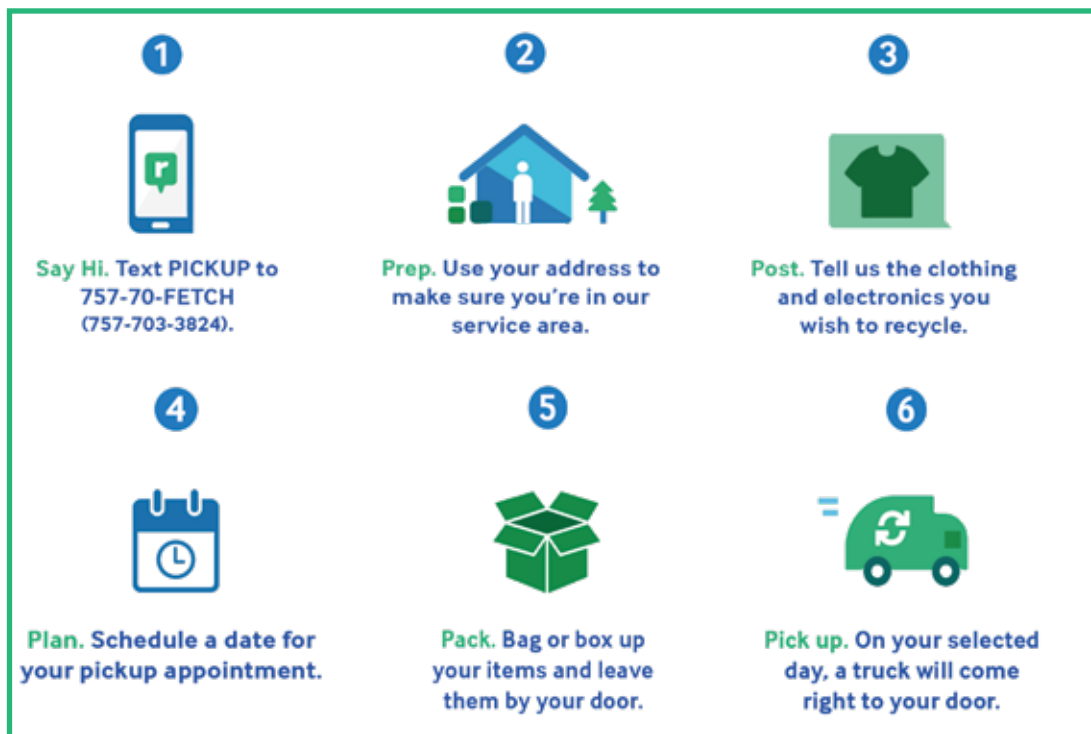 1
r
Say Hi. Text PICKUP to
757-70-FETCH
(757-703-3824).
2
Prep. Use your address to
make sure you're in our
service area.
3
Post. Tell us the clothing
and electronics you
wish to recycle.
4
Plan. Schedule a date for
your pickup appointment.
5
Pack. Bag or box up
your items and leave
them by your door.
6
Pick up. On your selected
day, a truck will come
right to your door.